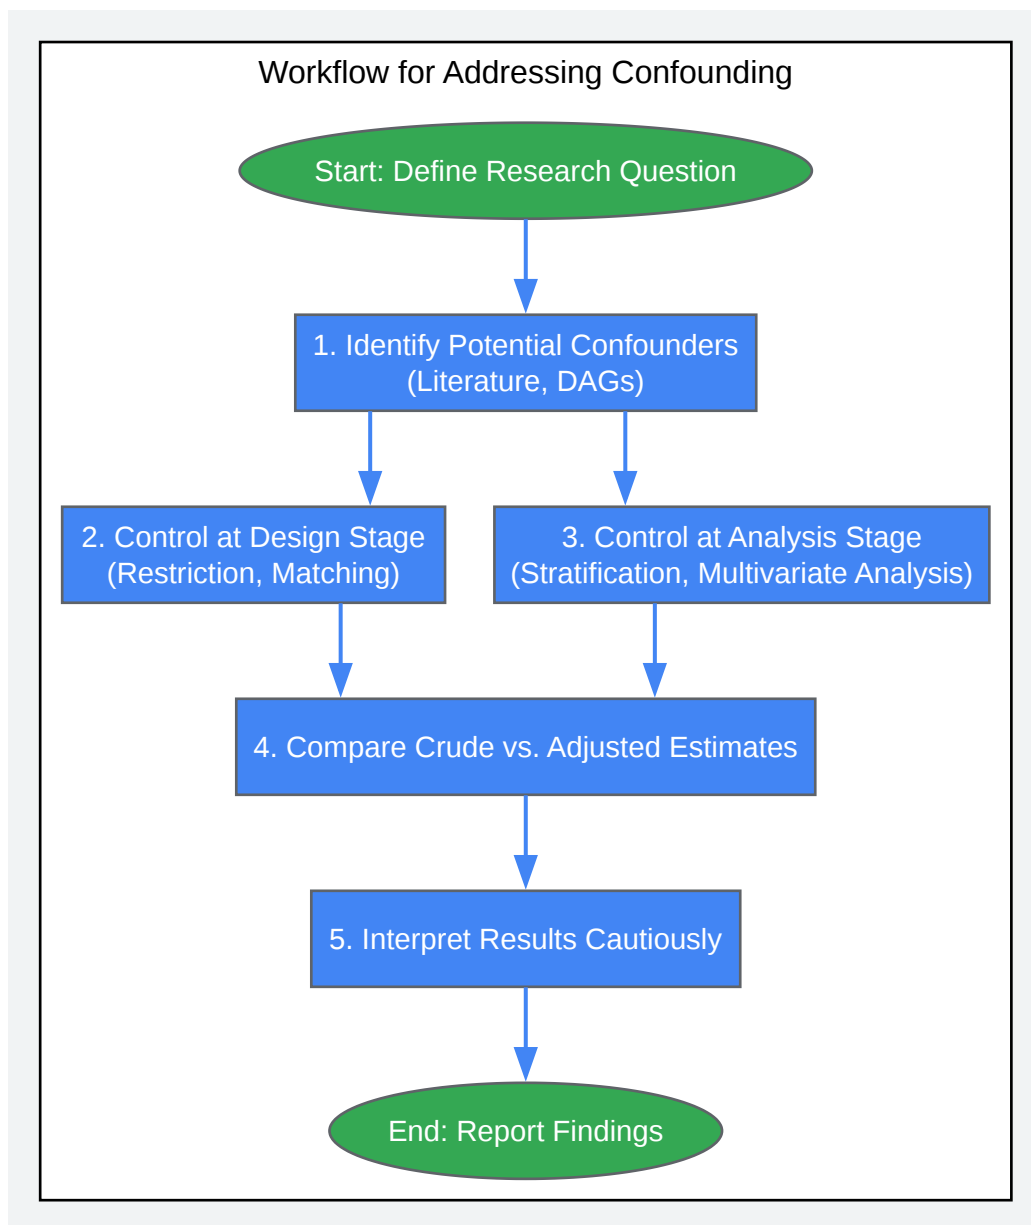 Workflow for Addressing Confounding
Start: Define Research Question
1. Identify Potential Confounders
(Literature, DAGs)
2. Control at Design Stage
(Restriction, Matching)
3. Control at Analysis Stage
(Stratification, Multivariate Analysis)
4. Compare Crude vs. Adjusted Estimates
5. Interpret Results Cautiously
End: Report Findings